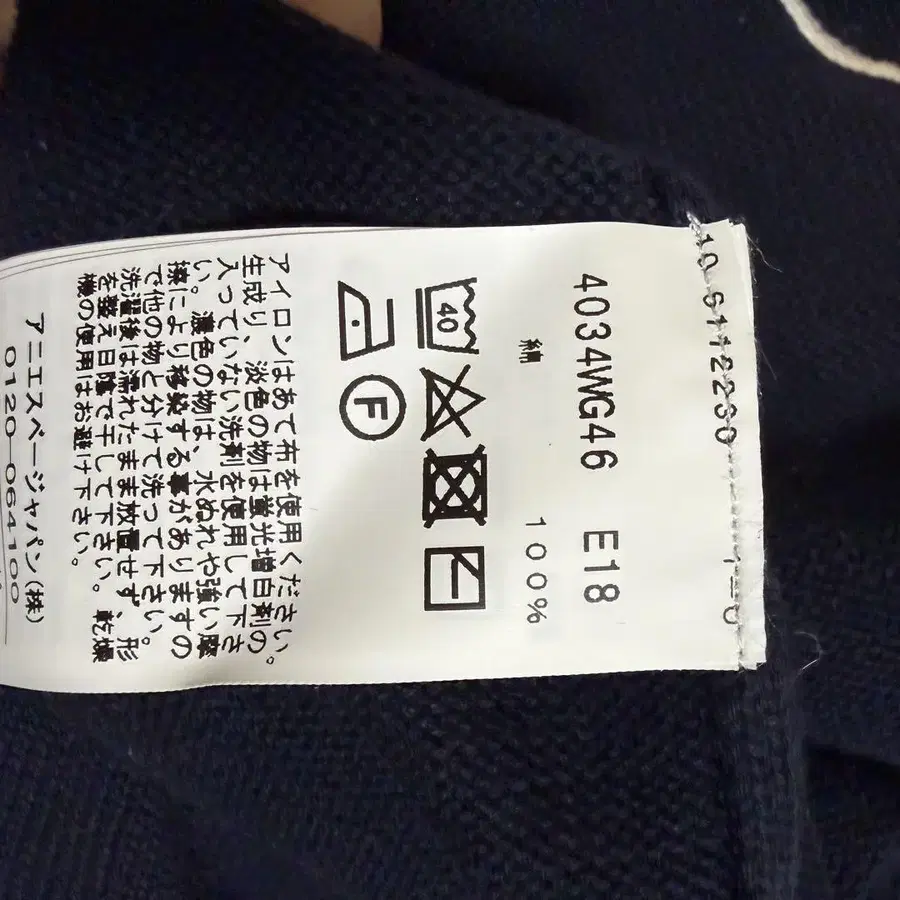 10 6112230 1-0
4034WG46 E18
綿 100%
40
F
アイロンはあて布を使用ください。
生成り、淡色の物は蛍光増白剤の
入っていない洗剤を使用して下さ
い。濃色の物は、水ぬれや強い摩
擦により移染する事がありますの
で他の物と分けて洗って下さい。
洗濯後は濡れたまま放置せず、形
を整え日陰で干して下さい。乾燥
機の使用はお避け下さい。
アニエスベージャパン(株)
0120-064100